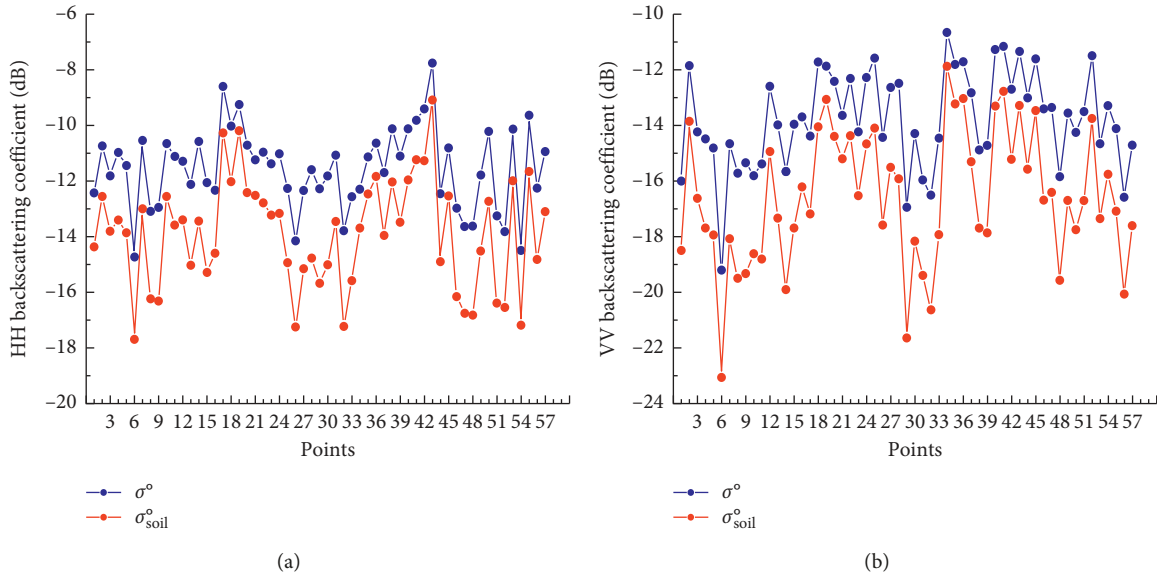 −6
−8
−10
−12
−14
−16
−18
−20
HH backscattering coefficient (dB)
3 6 9 12 15 18 21 24 27 30 33 36 39 42 45 48 51 54 57
Points
σ°
σ°soil
(a)
−10
−12
−14
−16
−18
−20
−22
−24
VV backscattering coefficient (dB)
3 6 9 12 15 18 21 24 27 30 33 36 39 42 45 48 51 54 57
Points
σ°
σ°soil
(b)